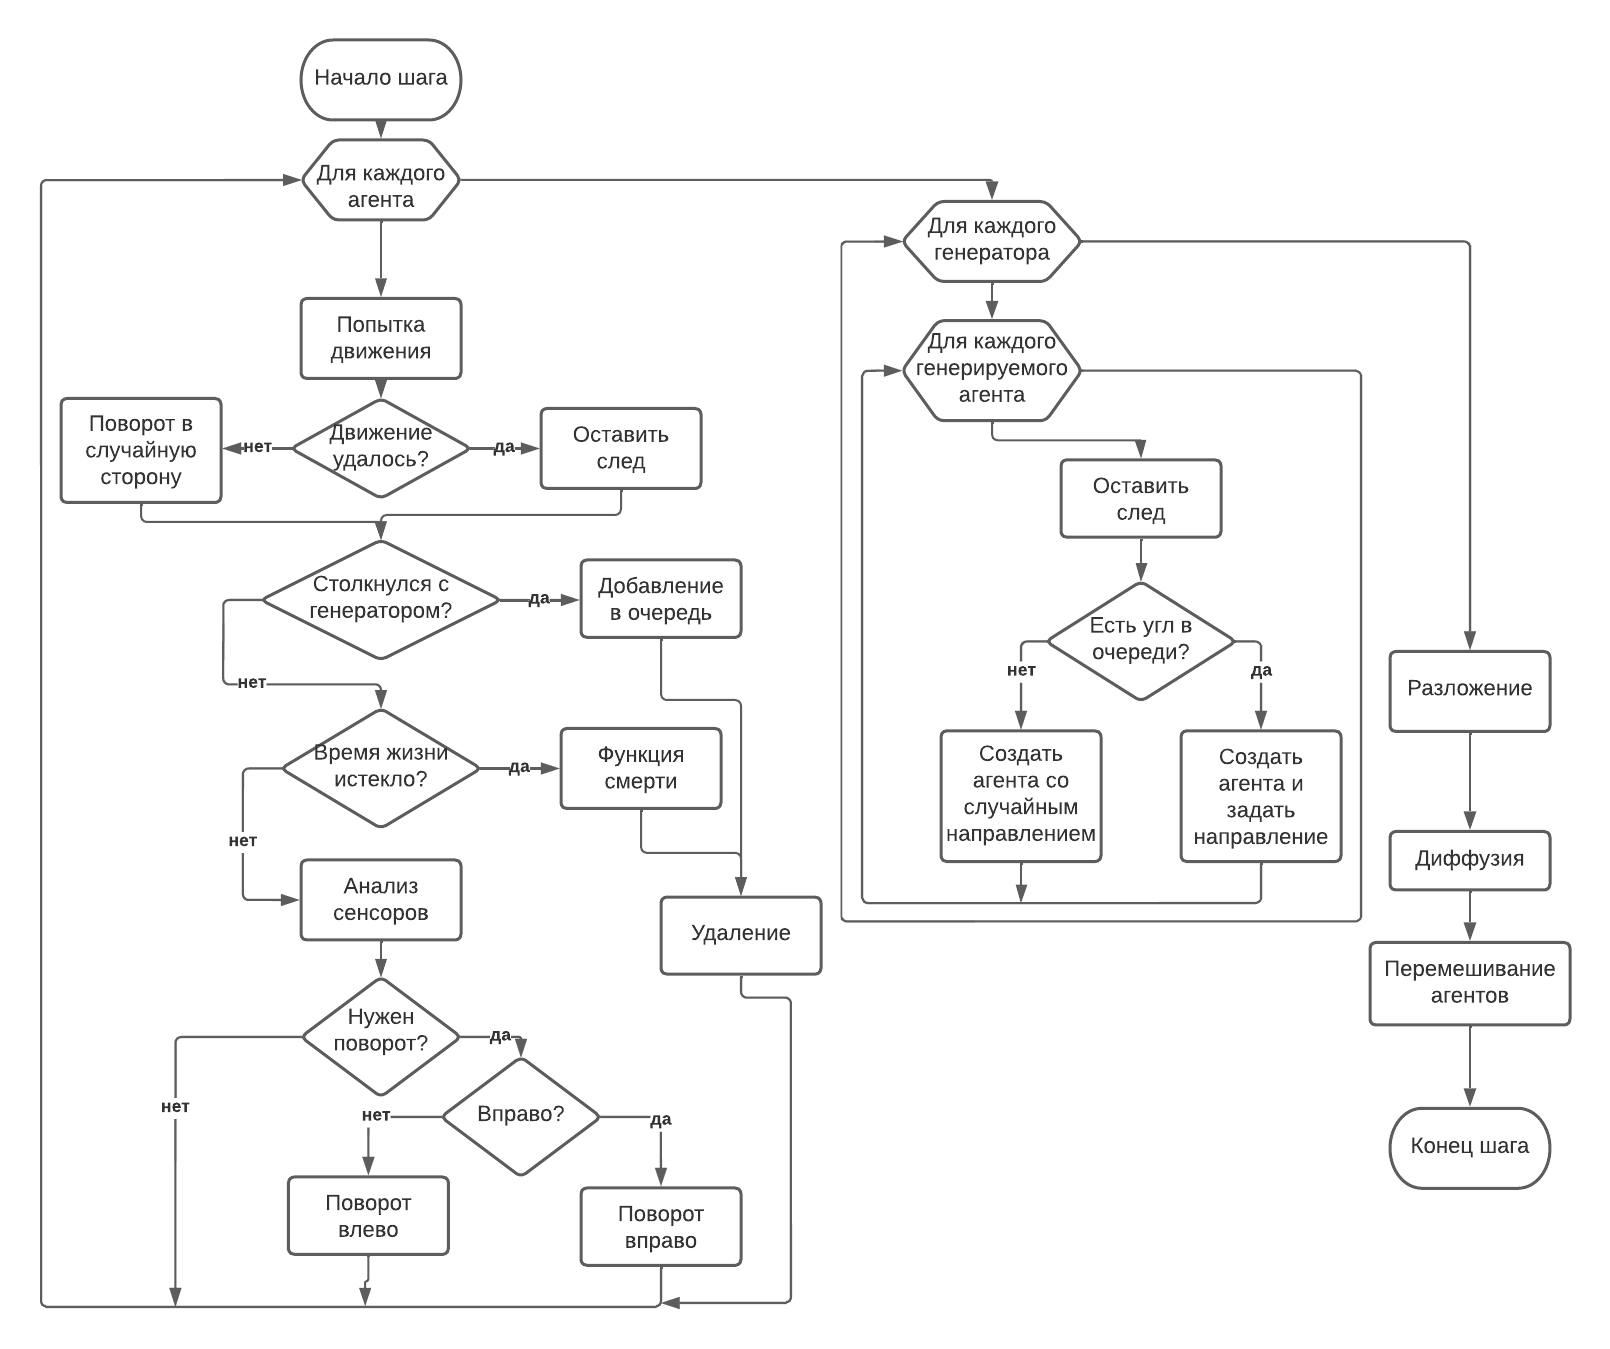 Начало шага
Для каждого
агента
Попытка
движения
Движение
удалось?
нет
да
Поворот в
случайную
сторону
Оставить
след
Столкнулся с
генератором?
да
нет
Добавление
в очередь
Время жизни
истекло?
да
нет
Функция
смерти
Анализ
сенсоров
Удаление
Нужен
поворот?
да
нет
Вправо?
нет
да
Поворот
влево
Поворот
вправо
Для каждого
генератора
Для каждого
генерируемого
агента
Оставить
след
Есть угл в
очереди?
нет
да
Создать
агента со
случайным
направлением
Создать
агента и
задать
направление
Разложение
Диффузия
Перемешивание
агентов
Конец шага